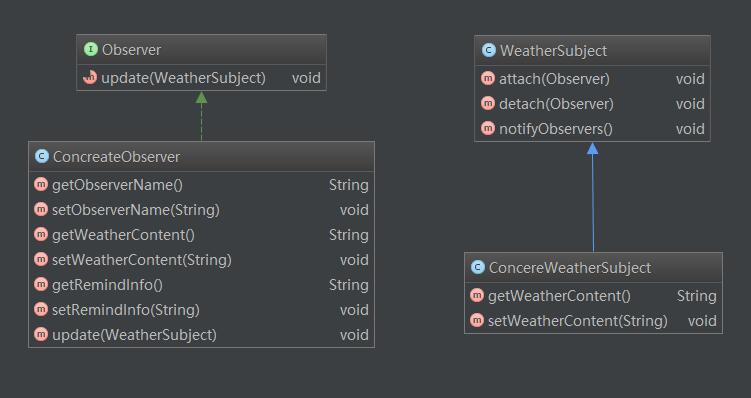 I Observer
m update(WeatherSubject) void
C ConcreateObserver
m getObserverName() String
m setObserverName(String) void
m getWeatherContent() String
m setWeatherContent(String) void
m getRemindInfo() String
m setRemindInfo(String) void
m update(WeatherSubject) void
C WeatherSubject
m attach(Observer) void
m detach(Observer) void
m notifyObservers() void
C ConcereWeatherSubject
m getWeatherContent() String
m setWeatherContent(String) void